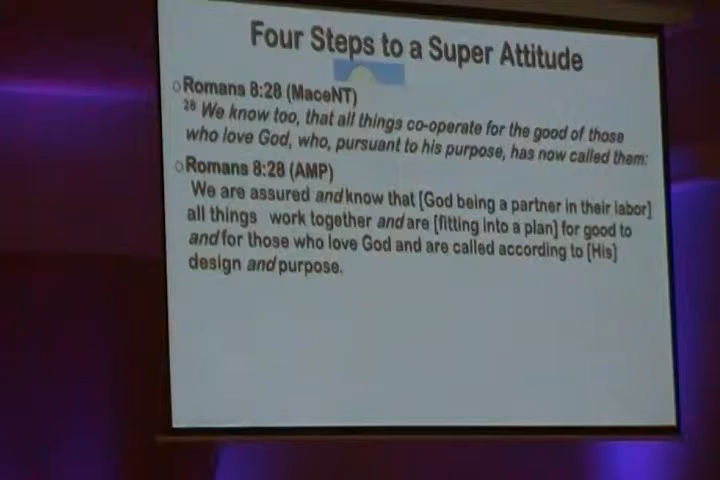 Four Steps to a Super Attitude
Romans 8:28 (MaceNT)
28 We know too, that all things co-operate for the good of those
who love God, who, pursuant to his purpose, has now called them:
Romans 8:28 (AMP)
We are assured and know that [God being a partner in their labor]
all things work together and are [fitting into a plan] for good to
and for those who love God and are called according to [His]
design and purpose.